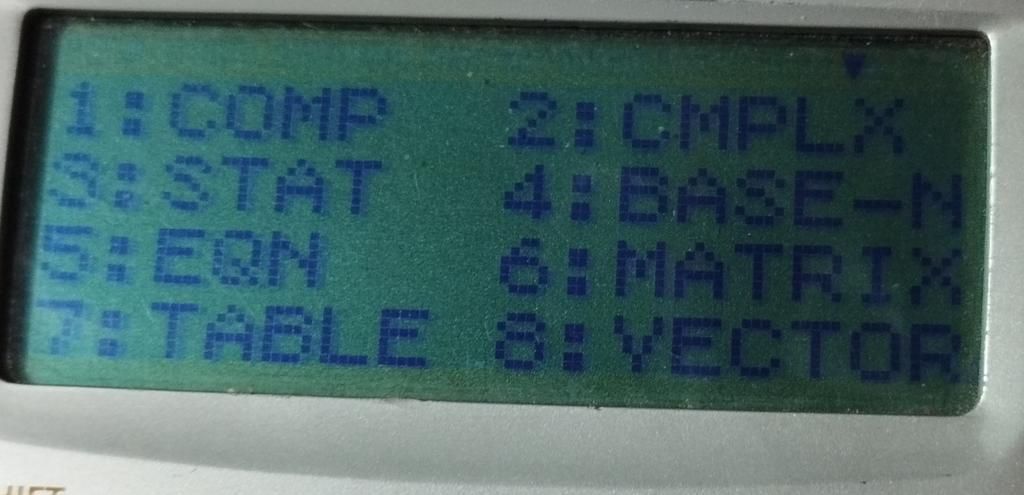 1:COMP 2:CMPLX
3:STAT 4:BASE-N
5:EQN 6:MATRIX
7:TABLE 8:VECTOR